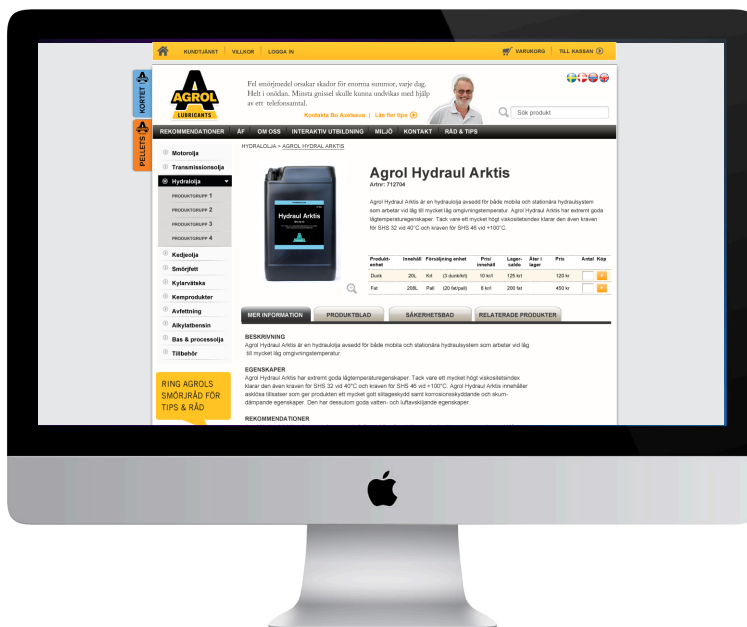 KUNDTJÄNST VILLKOR LOGGA IN
VARUKORG TILL KASSAN
KORTET
PELLETS
AGROL
LUBRICANTS
Fel smörjmedel orsakar skador för enorma summor, varje dag.
Helt i onödan. Minsta gnissel skulle kunna undvikas med hjälp
av ett telefonsamtal.
Kontakta Bo Axelsson | Läs fler tips
Sök produkt
REKOMMENDATIONER ÅF OM OSS INTERAKTIV UTBILDNING MILJÖ KONTAKT RÅD & TIPS
Motorolja
Transmissionsolja
Hydralolja
PRODUKTGRUPP 1
PRODUKTGRUPP 2
PRODUKTGRUPP 3
PRODUKTGRUPP 4
Kedjeolja
Smörjfett
Kylarvätska
Kemprodukter
Avfettning
Alkylatbensin
Bas & processolja
Tillbehör
RING AGROLS
SMÖRJRÅD FÖR
TIPS & RÅD
HYDRALOLJA > AGROL HYDRAL ARKTIS
Hydraul Arktis
Agrol Hydraul Arktis
Artnr: 712704
Agrol Hydraul Arktis är en hydraulolja avsedd för både mobila och stationära hydraulsystem
som arbetar vid låg till mycket låg omgivningstemperatur. Agrol Hydraul Arktis har extremt goda
lågtemperaturegenskaper. Tack vare ett mycket högt viskositetsindex klarar den även kraven
för SHS 32 vid 40°C och kraven för SHS 46 vid +100°C.
Produkt-enhet Innehåll Försäljning enhet Pris/innehåll Lager-saldo Åter i lager Pris Antal Köp
Dunk 20L Krt (3 dunk/krt) 10 kr/l 125 krt 120 kr
Fat 208L Pall (20 fat/pall) 8 kr/l 200 fat 450 kr
MER INFORMATION PRODUKTBLAD SÄKERHETSBAD RELATERADE PRODUKTER
BESKRIVNING
Agrol Hydraul Arktis är en hydraulolja avsedd för både mobila och stationära hydraulsystem som arbetar vid låg
till mycket låg omgivningstemperatur.
EGENSKAPER
Agrol Hydraul Arktis har extremt goda lågtemperaturegenskaper. Tack vare ett mycket högt viskositetsindex
klarar den även kraven för SHS 32 vid 40°C och kraven för SHS 46 vid +100°C. Agrol Hydraul Arktis innehåller
asklösa tillsatser som ger produkten ett mycket gott slitageskydd samt korrosionsskyddande och skum-
dämpande egenskaper. Den har dessutom goda vatten- och luftavskiljande egenskaper.
REKOMMENDATIONER